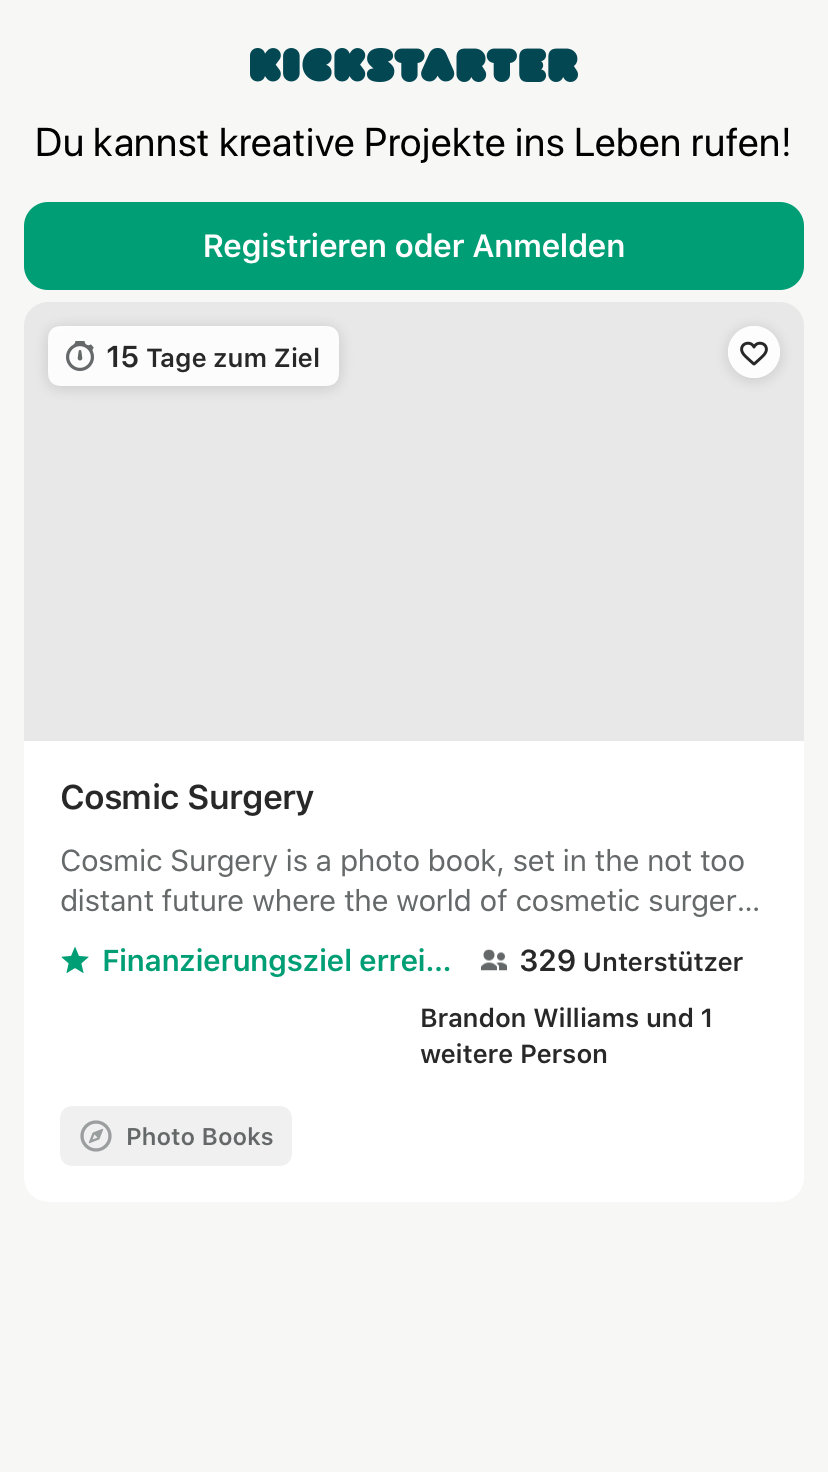 KICKSTARTER
Du kannst kreative Projekte ins Leben rufen!
Registrieren oder Anmelden
15 Tage zum Ziel
Cosmic Surgery
Cosmic Surgery is a photo book, set in the not too
distant future where the world of cosmetic surger...
Finanzierungsziel errei...
329 Unterstützer
Brandon Williams und 1
weitere Person
Photo Books